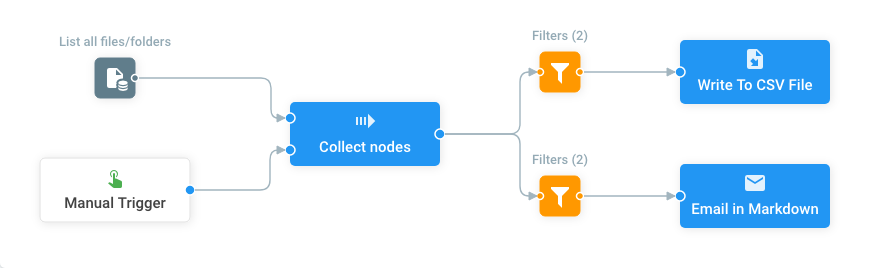 List all files/folders
Filters (2)
Write To CSV File
Collect nodes
Filters (2)
Manual Trigger
Email in Markdown